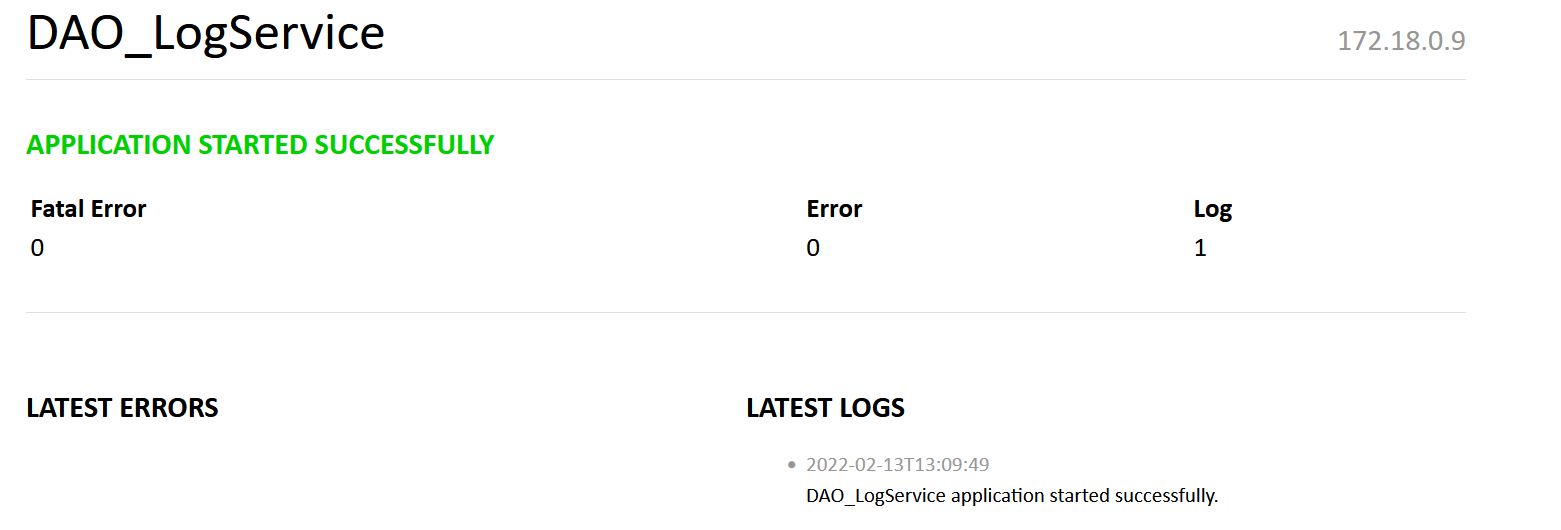 DAO_LogService
172.18.0.9
APPLICATION STARTED SUCCESSFULLY
Fatal Error Error Log
0 0 1
LATEST ERRORS
LATEST LOGS
• 2022-02-13T13:09:49
DAO_LogService application started successfully.